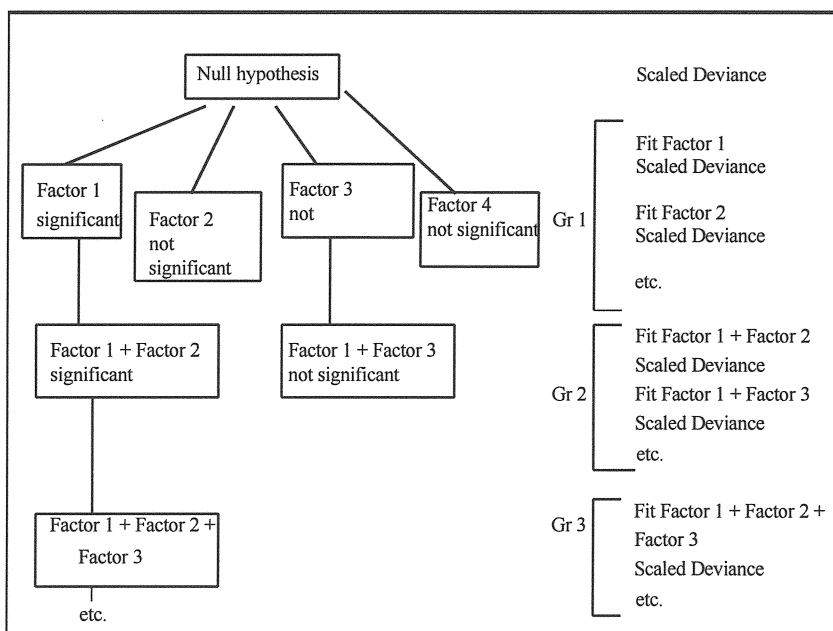 Null hypothesis
Scaled Deviance
Factor 1
significant
Factor 2
not
significant
Factor 3
not
Factor 4
not significant
Gr 1
Fit Factor 1
Scaled Deviance
Fit Factor 2
Scaled Deviance
etc.
Factor 1 + Factor 2
significant
Factor 1 + Factor 3
not significant
Gr 2
Fit Factor 1 + Factor 2
Scaled Deviance
Fit Factor 1 + Factor 3
Scaled Deviance
etc.
Factor 1 + Factor 2 +
Factor 3
etc.
Gr 3
Fit Factor 1 + Factor 2 +
Factor 3
Scaled Deviance
etc.